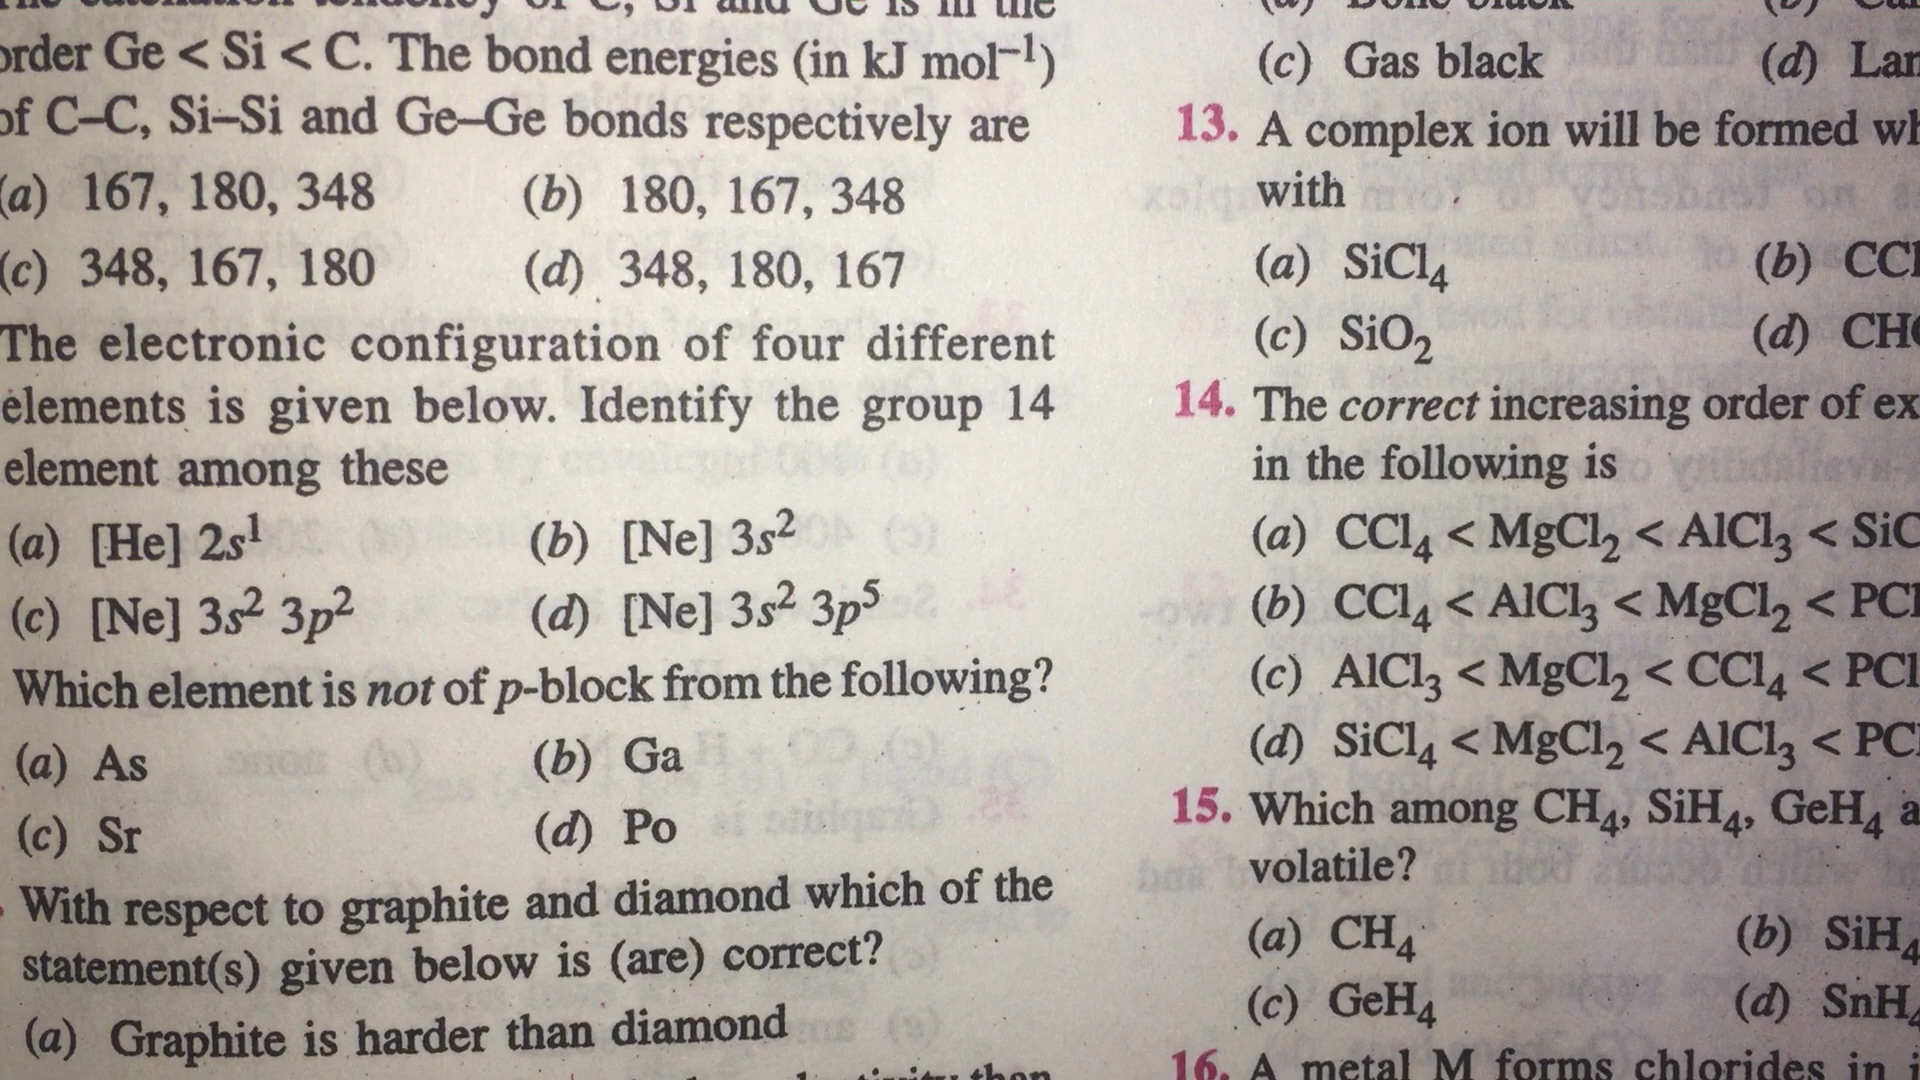 order Ge < Si < C. The bond energies (in kJ mol⁻¹)
of C–C, Si–Si and Ge–Ge bonds respectively are
(a) 167, 180, 348 (b) 180, 167, 348
(c) 348, 167, 180 (d) 348, 180, 167
The electronic configuration of four different
elements is given below. Identify the group 14
element among these
(a) [He] 2s¹ (b) [Ne] 3s²
(c) [Ne] 3s² 3p² (d) [Ne] 3s² 3p⁵
Which element is not of p-block from the following?
(a) As (b) Ga
(c) Sr (d) Po
With respect to graphite and diamond which of the
statement(s) given below is (are) correct?
(a) Graphite is harder than diamond
(c) Gas black (d)
13. A complex ion will be formed
with
(a) SiCl₄ (b)
(c) SiO₂ (d)
14. The correct increasing order of
in the following is
(a) CCl₄ < MgCl₂ < AlCl₃ <
(b) CCl₄ < AlCl₃ < MgCl₂ <
(c) AlCl₃ < MgCl₂ < CCl₄ <
(d) SiCl₄ < MgCl₂ < AlCl₃ <
15. Which among CH₄, SiH₄, GeH₄
volatile?
(a) CH₄ (b) SiH₄
(c) GeH₄ (d) SnH₄
16. A metal M forms chlorides in